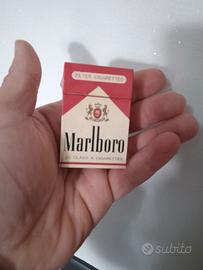 FILTER CIGARETTES
Marlboro
20 CLASS A CIGARETTES
subito